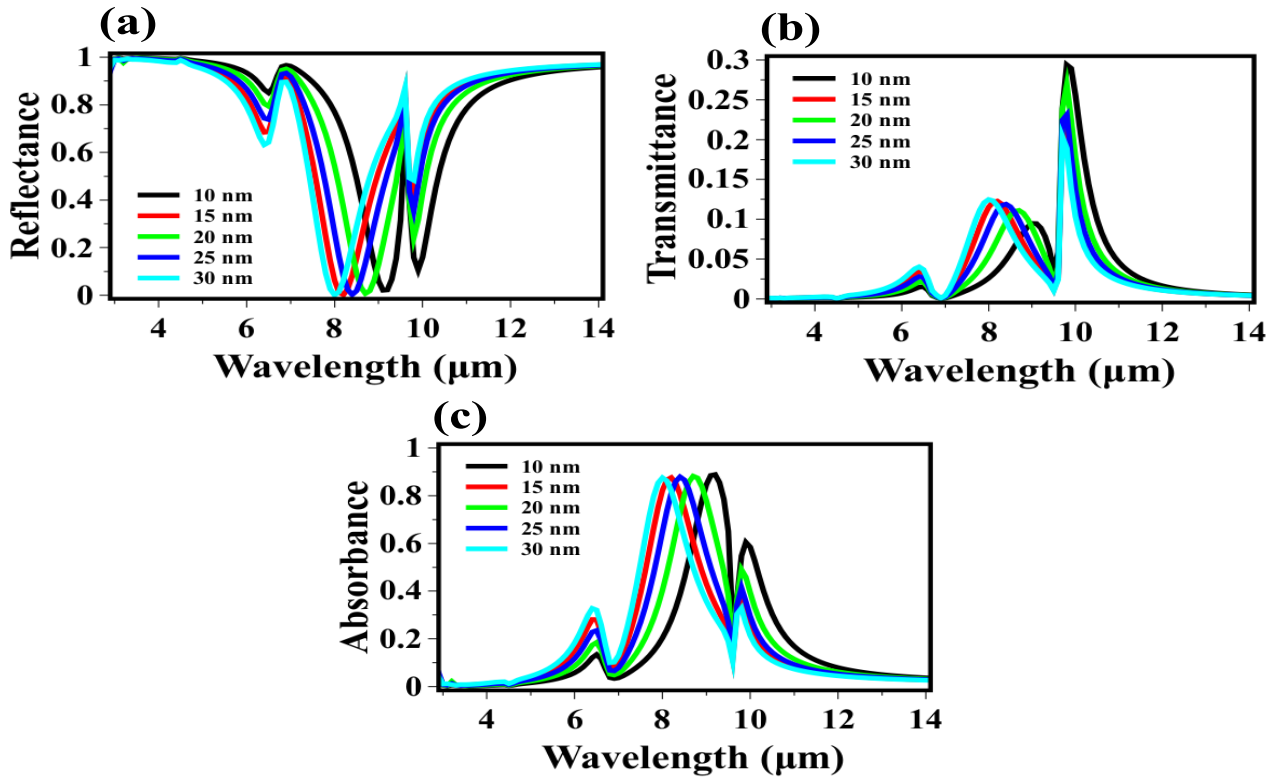 (a)
Reflectance
1
0.8
0.6
0.4
0.2
0
10 nm
15 nm
20 nm
25 nm
30 nm
4 6 8 10 12 14
Wavelength (μm)
(b)
Transmittance
0.3
0.25
0.2
0.15
0.1
0.05
0
10 nm
15 nm
20 nm
25 nm
30 nm
4 6 8 10 12 14
Wavelength (μm)
(c)
Absorbance
1
0.8
0.6
0.4
0.2
0
10 nm
15 nm
20 nm
25 nm
30 nm
4 6 8 10 12 14
Wavelength (μm)